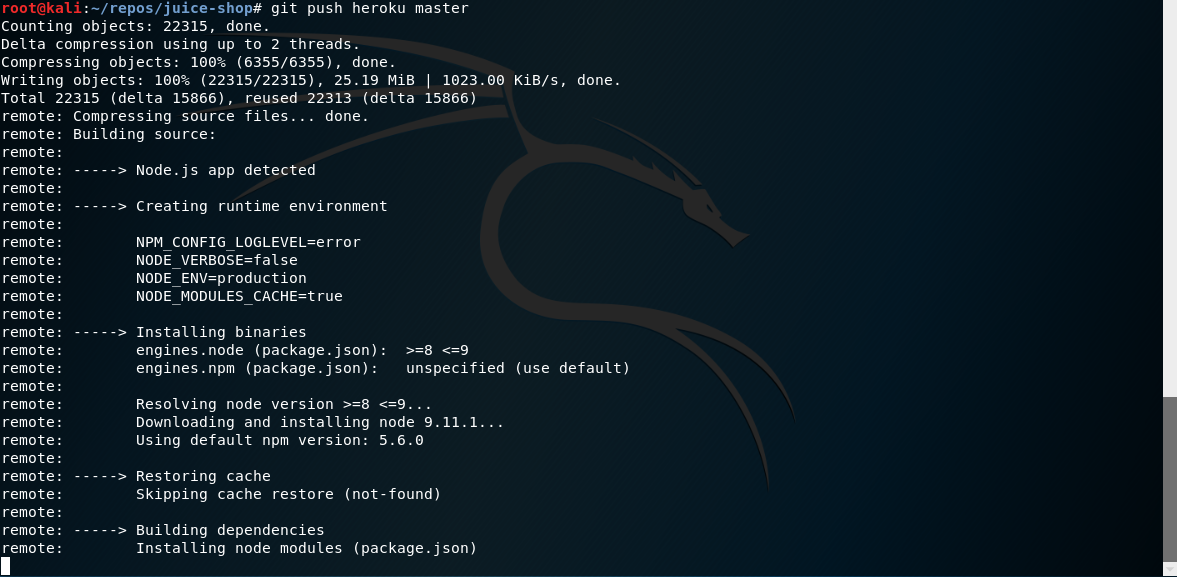 root@kali:~/repos/juice-shop# git push heroku master
Counting objects: 22315, done.
Delta compression using up to 2 threads.
Compressing objects: 100% (6355/6355), done.
Writing objects: 100% (22315/22315), 25.19 MiB | 1023.00 KiB/s, done.
Total 22315 (delta 15866), reused 22313 (delta 15866)
remote: Compressing source files... done.
remote: Building source:
remote:
remote: -----> Node.js app detected
remote:
remote: -----> Creating runtime environment
remote:
remote:        NPM_CONFIG_LOGLEVEL=error
remote:        NODE_VERBOSE=false
remote:        NODE_ENV=production
remote:        NODE_MODULES_CACHE=true
remote:
remote: -----> Installing binaries
remote:        engines.node (package.json):  >=8 <=9
remote:        engines.npm (package.json):   unspecified (use default)
remote:
remote:        Resolving node version >=8 <=9...
remote:        Downloading and installing node 9.11.1...
remote:        Using default npm version: 5.6.0
remote:
remote: -----> Restoring cache
remote:        Skipping cache restore (not-found)
remote:
remote: -----> Building dependencies
remote:        Installing node modules (package.json)